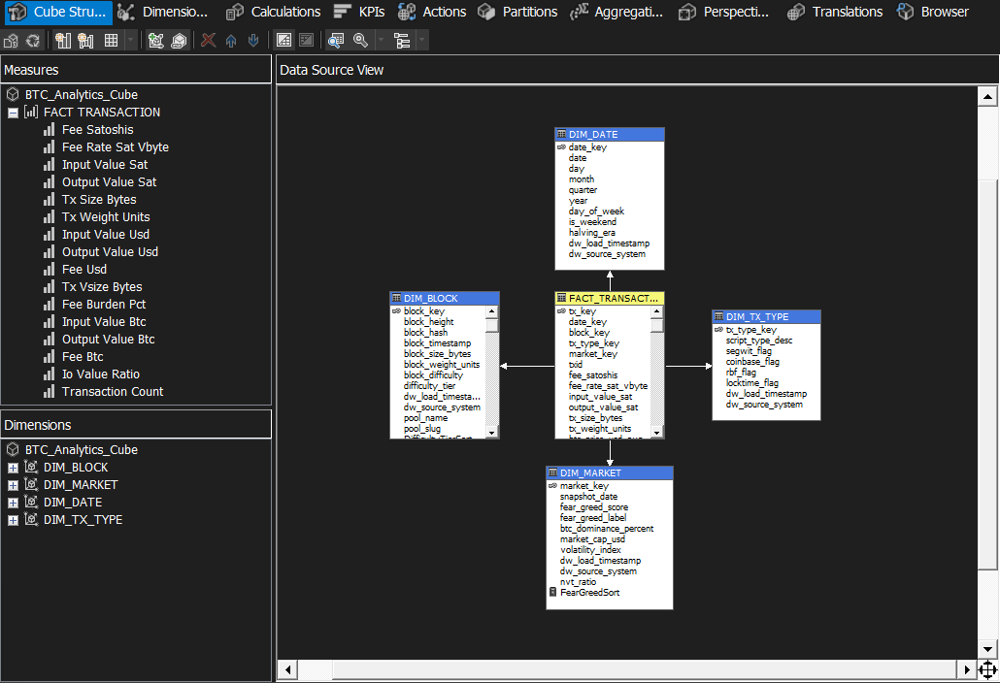 Cube Stru...
Dimensio...
Calculations
KPIs
Actions
Partitions
Aggregati...
Perspecti...
Translations
Browser
Measures
BTC_Analytics_Cube
FACT TRANSACTION
Fee Satoshis
Fee Rate Sat Vbyte
Input Value Sat
Output Value Sat
Tx Size Bytes
Tx Weight Units
Input Value Usd
Output Value Usd
Fee Usd
Tx Vsize Bytes
Fee Burden Pct
Input Value Btc
Output Value Btc
Fee Btc
Io Value Ratio
Transaction Count
Dimensions
BTC_Analytics_Cube
DIM_BLOCK
DIM_MARKET
DIM_DATE
DIM_TX_TYPE
Data Source View
DIM_DATE
date_key
date
day
month
quarter
year
day_of_week
is_weekend
halving_era
dw_load_timestamp
dw_source_system
DIM_BLOCK
block_key
block_height
block_hash
block_timestamp
block_size_bytes
block_weight_units
block_difficulty
difficulty_tier
dw_load_timesta...
dw_source_system
pool_name
pool_slug
DifficultyTierSort
FACT_TRANSACT...
tx_key
date_key
block_key
tx_type_key
market_key
txid
fee_satoshis
fee_rate_sat_vbyte
input_value_sat
output_value_sat
tx_size_bytes
tx_weight_units
DIM_TX_TYPE
tx_type_key
script_type_desc
segwit_flag
coinbase_flag
rbf_flag
locktime_flag
dw_load_timestamp
dw_source_system
DIM_MARKET
market_key
snapshot_date
fear_greed_score
fear_greed_label
btc_dominance_percent
market_cap_usd
volatility_index
dw_load_timestamp
dw_source_system
nvt_ratio
FearGreedSort